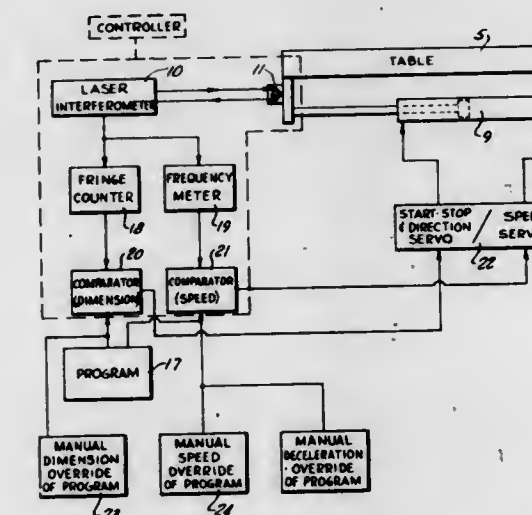 CONTROLLER
5
TABLE
10
11
LASER
INTERFEROMETER
9
FRINGE
COUNTER
18
FREQUENCY
METER
19
START-STOP
& DIRECTION
SERVO
/
22
20
COMPARATOR
(DIMENSION)
21
COMPARATOR
(SPEED)
PROGRAM
17
MANUAL
DIMENSION
OVERRIDE
OF PROGRAM
23
MANUAL
SPEED
OVERRIDE
OF PROGRAM
24
MANUAL
DECELERATION
OVERRIDE
OF PROGRAM